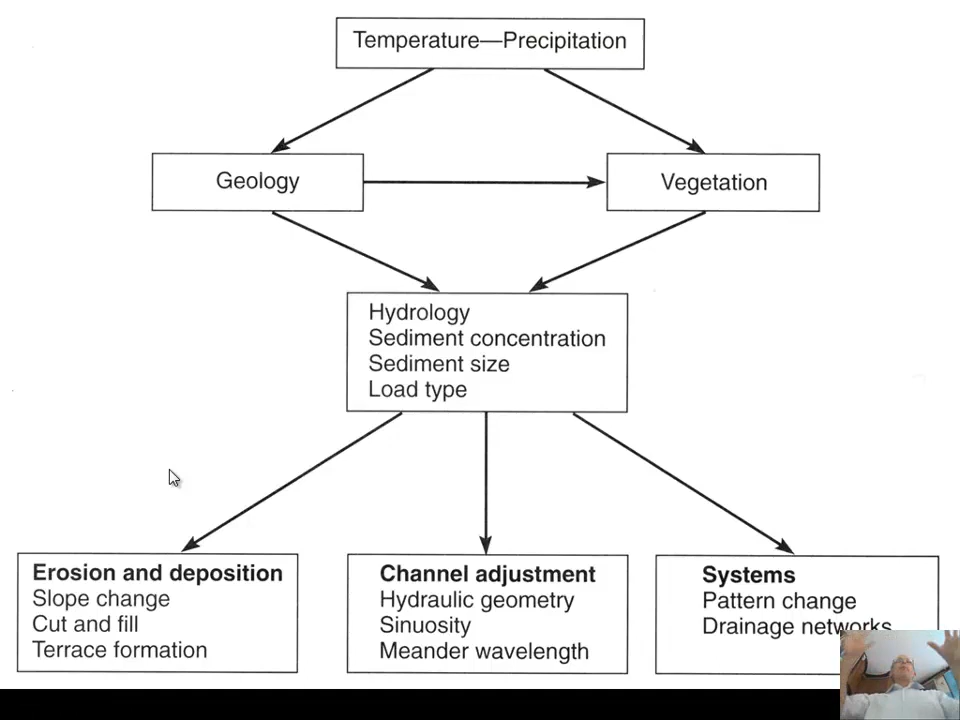 Temperature—Precipitation
Geology
Vegetation
Hydrology
Sediment concentration
Sediment size
Load type
Erosion and deposition
Slope change
Cut and fill
Terrace formation
Channel adjustment
Hydraulic geometry
Sinuosity
Meander wavelength
Systems
Pattern change
Drainage networks